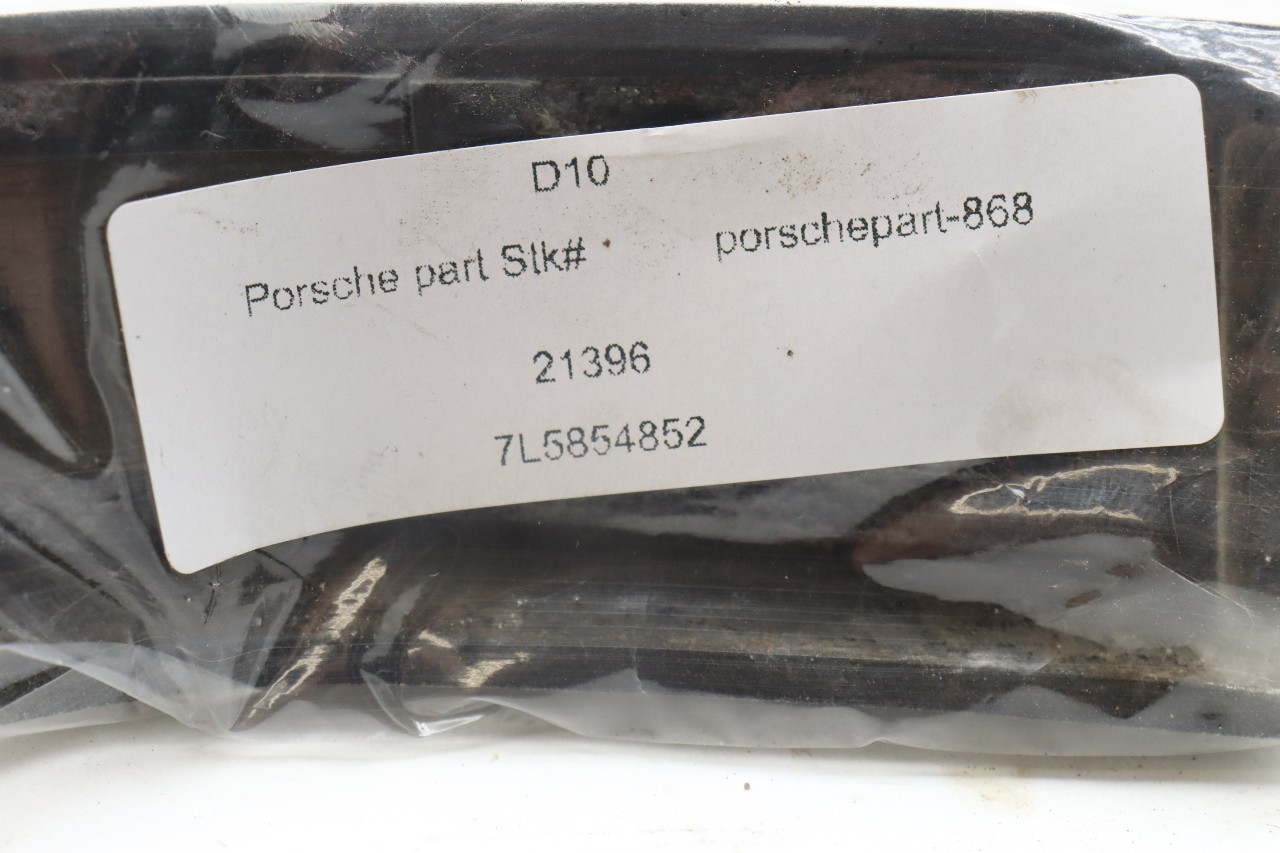 D10
Porsche part Stk# porschepart-868
21396
7L5854852